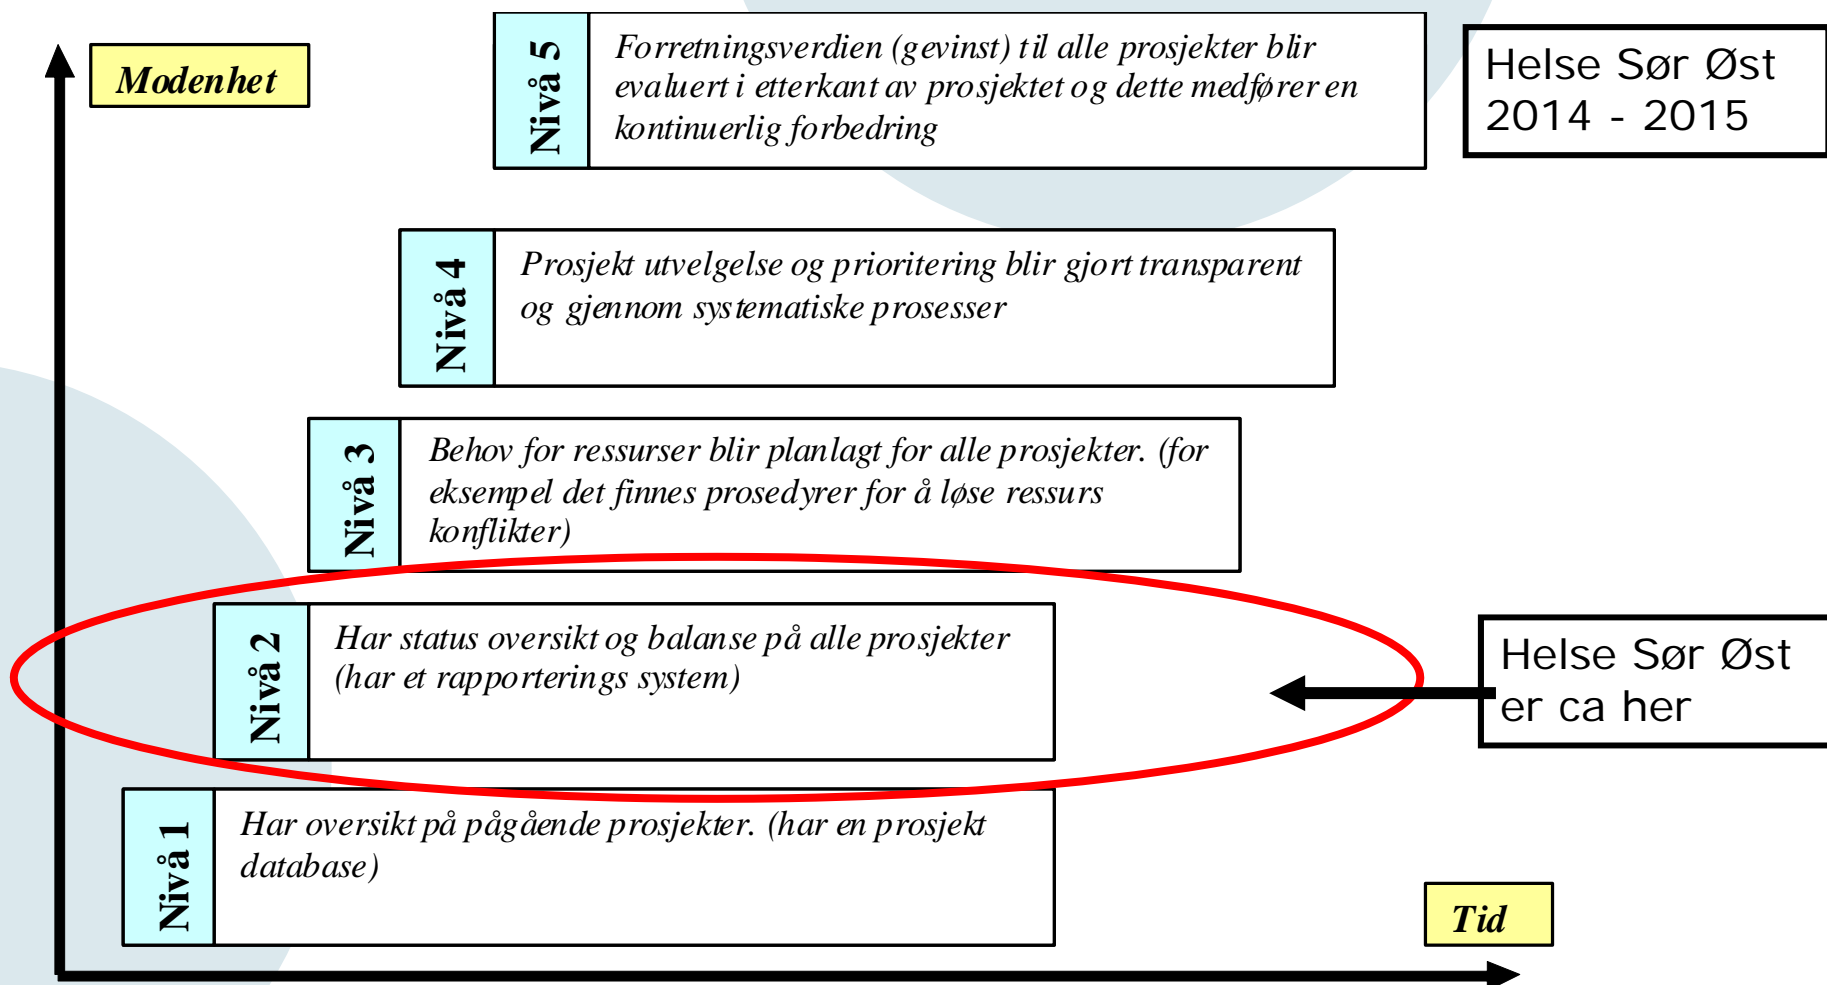 Modenhet
Nivå 5
Forretningsverdien (gevinst) til alle prosjekter blir
evaluert i etterkant av prosjektet og dette medfører en
kontinuerlig forbedring
Helse Sør Øst
2014 - 2015
Nivå 4
Prosjekt utvelgelse og prioritering blir gjort transparent
og gjennom systematiske prosesser
Nivå 3
Behov for ressurser blir planlagt for alle prosjekter. (for
eksempel det finnes prosedyrer for å løse ressurs
konflikter)
Nivå 2
Har status oversikt og balanse på alle prosjekter
(har et rapporterings system)
Helse Sør Øst
er ca her
Nivå 1
Har oversikt på pågående prosjekter. (har en prosjekt
database)
Tid